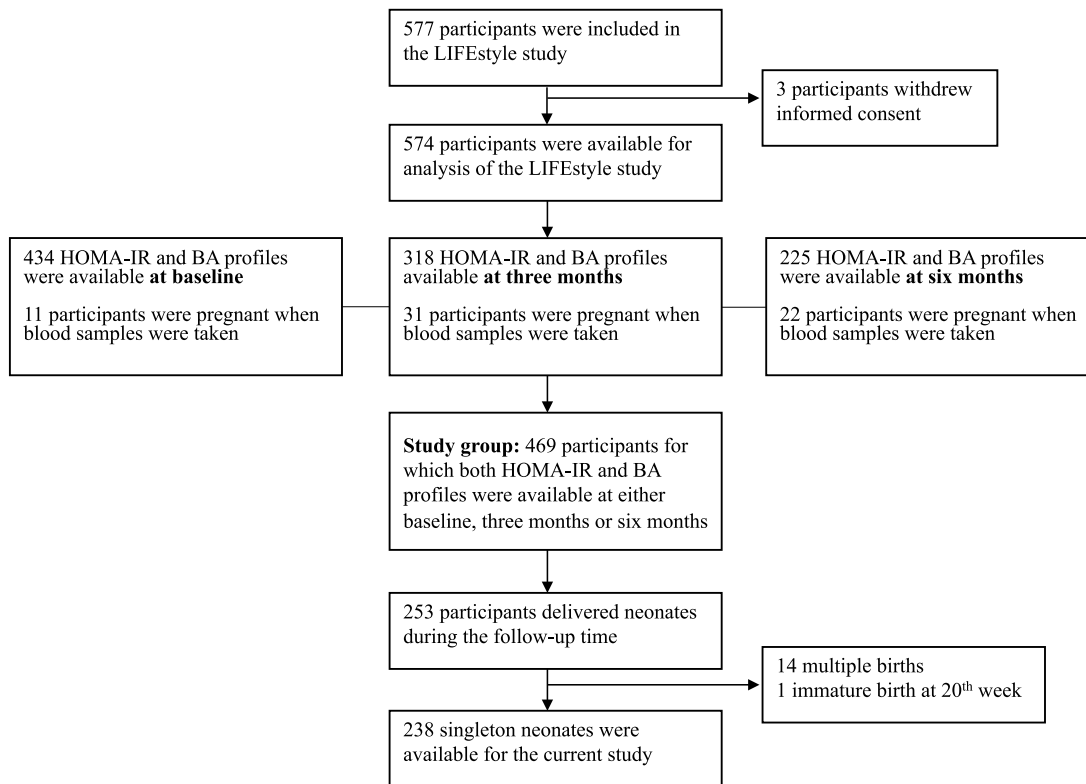 577 participants were included in
the LIFEstyle study
3 participants withdrew
informed consent
574 participants were available for
analysis of the LIFEstyle study
434 HOMA-IR and BA profiles
were available at baseline
11 participants were pregnant when
blood samples were taken
318 HOMA-IR and BA profiles
available at three months
31 participants were pregnant when
blood samples were taken
225 HOMA-IR and BA profiles
were available at six months
22 participants were pregnant when
blood samples were taken
Study group: 469 participants for
which both HOMA-IR and BA
profiles were available at either
baseline, three months or six months
253 participants delivered neonates
during the follow-up time
14 multiple births
1 immature birth at 20th week
238 singleton neonates were
available for the current study